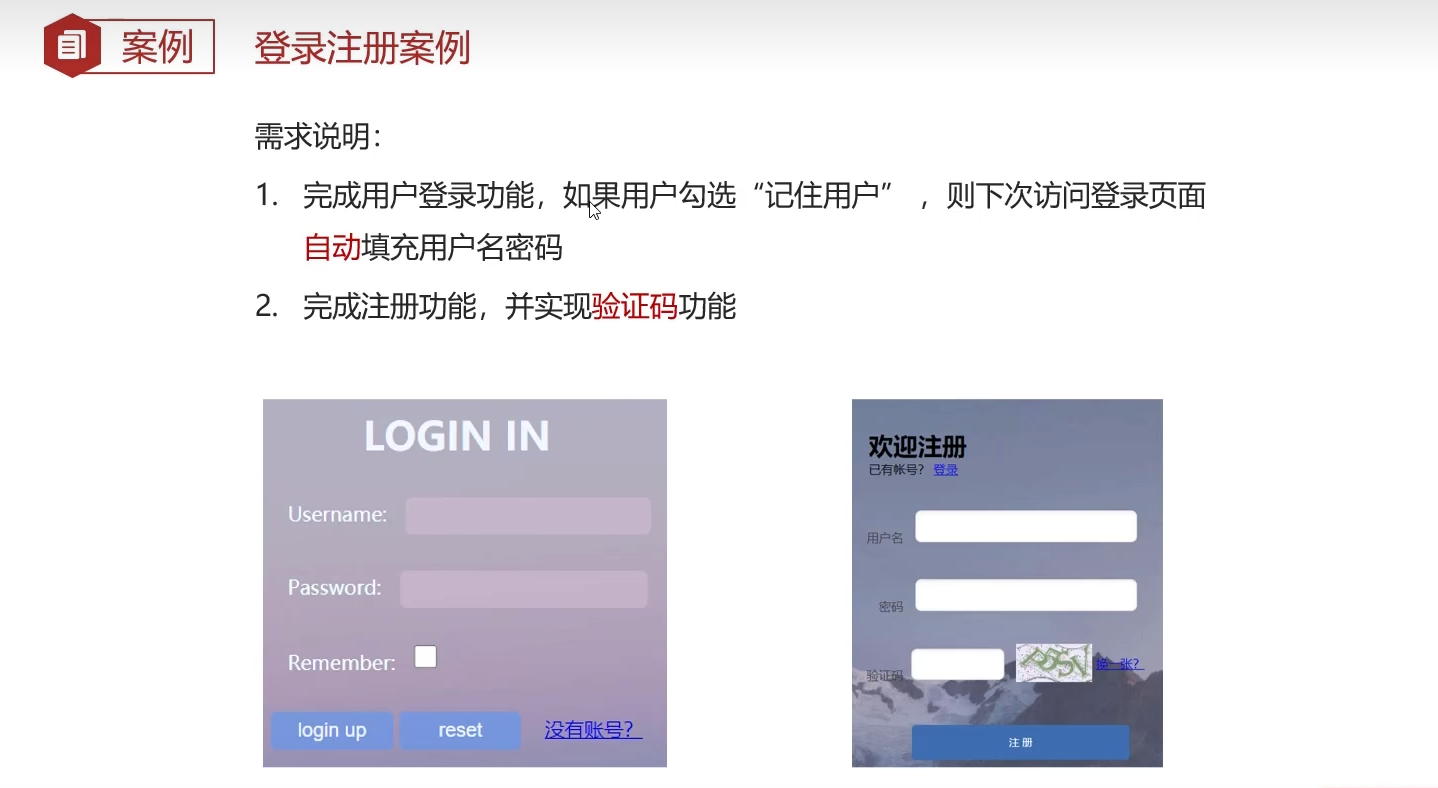 案例
登录注册案例
需求说明：
1. 完成用户登录功能，如果用户勾选“记住用户” ，则下次访问登录页面
自动填充用户名密码
2. 完成注册功能，并实现验证码功能
LOGIN IN
Username:
Password:
Remember:
login up reset 没有账号？
欢迎注册
已有帐号？ 登录
用户名
密码
验证码 换一张？
注 册